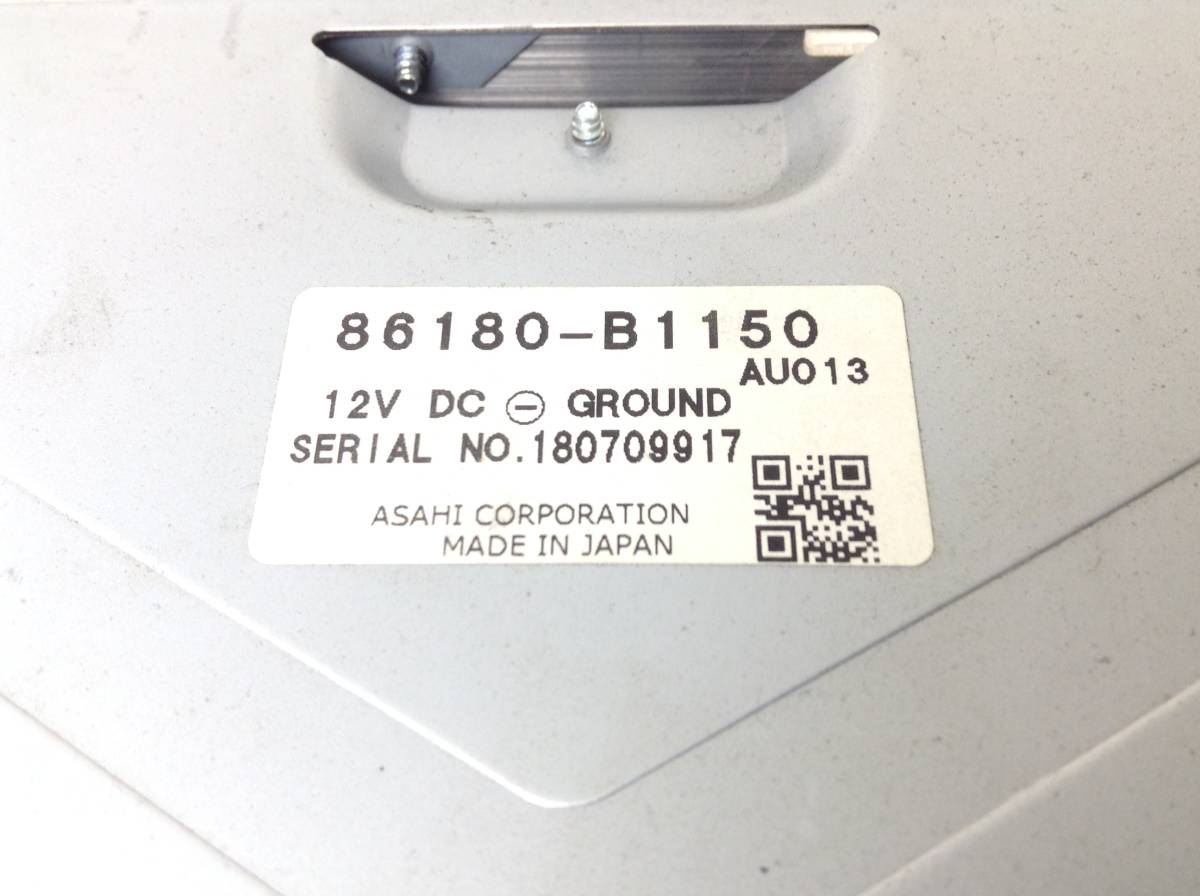 86180-B1150
AU013
12V DC ⊖ GROUND
SERIAL NO.180709917
ASAHI CORPORATION
MADE IN JAPAN